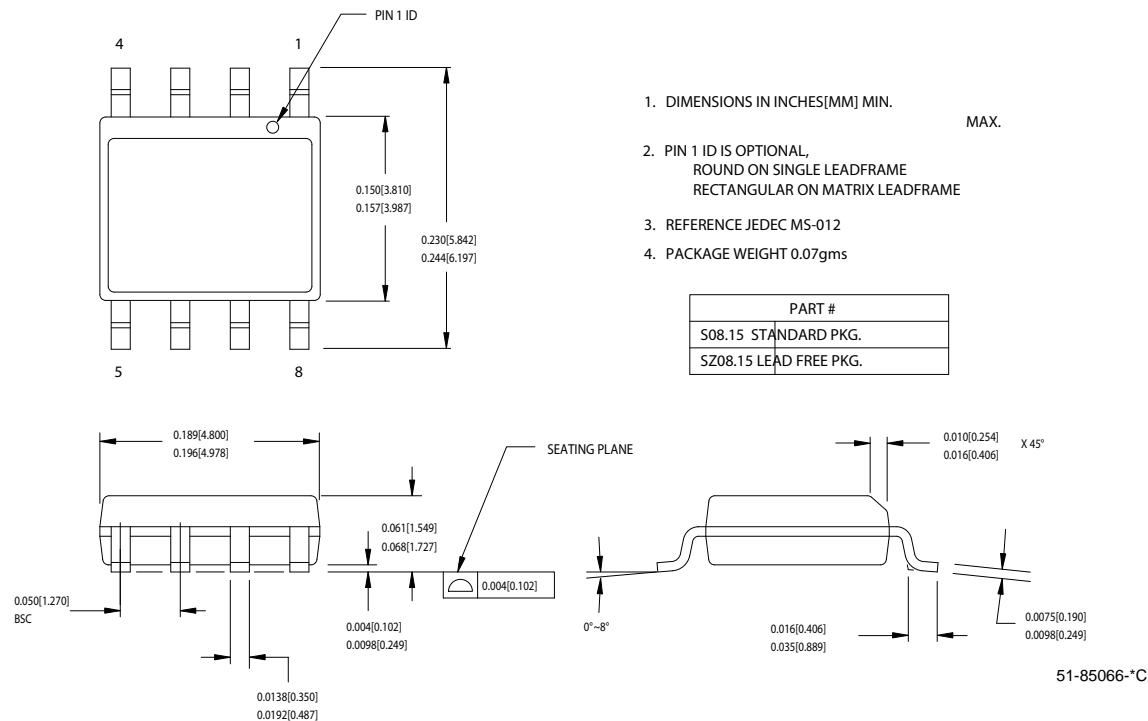 PIN 1 ID
4
1
0.150[3.810]
0.157[3.987]
0.230[5.842]
0.244[6.197]
5
8
1. DIMENSIONS IN INCHES[MM] MIN.
MAX.
2. PIN 1 ID IS OPTIONAL,
ROUND ON SINGLE LEADFRAME
RECTANGULAR ON MATRIX LEADFRAME
3. REFERENCE JEDEC MS-012
4. PACKAGE WEIGHT 0.07gms
PART #
S08.15 STANDARD PKG.
SZ08.15 LEAD FREE PKG.
0.189[4.800]
0.196[4.978]
SEATING PLANE
0.061[1.549]
0.068[1.727]
0.004[0.102]
0.050[1.270]
BSC
0.004[0.102]
0.0098[0.249]
0.0138[0.350]
0.0192[0.487]
0.010[0.254]
0.016[0.406]
X 45°
0°~8°
0.016[0.406]
0.035[0.889]
0.0075[0.190]
0.0098[0.249]
51-85066-*C